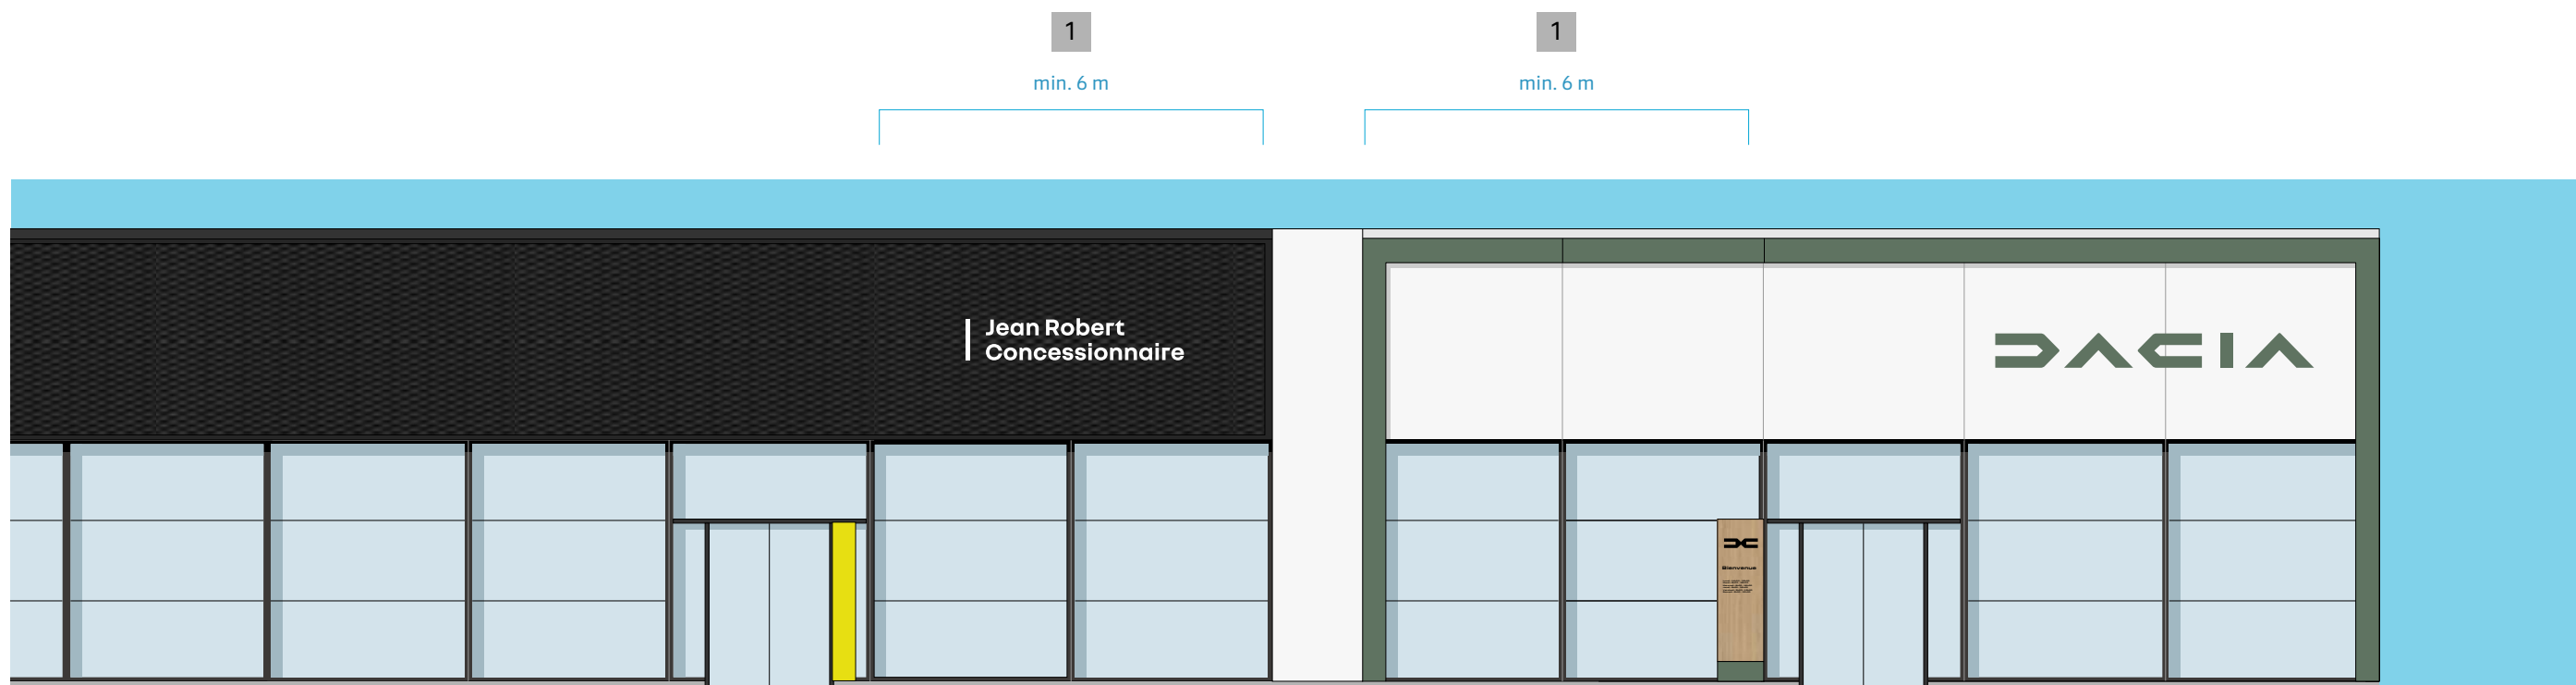 1
1
min. 6 m
min. 6 m
Jean Robert
Concessionnaire
DACIA
Bienvenue